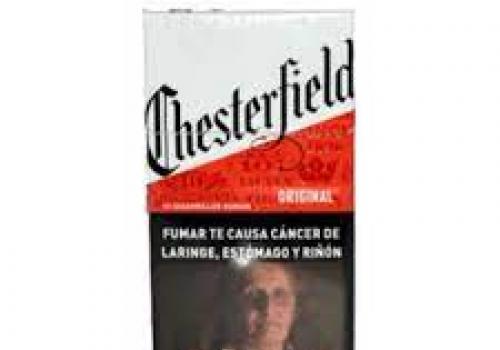 Chesterfield
ORIGINAL
FUMAR TE CAUSA CÁNCER DE
LARINGE, ESTÓMAGO Y RIÑÓN